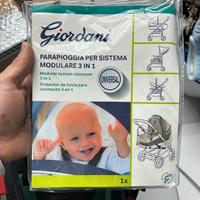 Giordani
PARAPIOGGIA PER SISTEMA
MODULARE 3 IN 1
Modular system raincover
3 in 1
Protector de lluvia para
cochecito 3 en 1
UNIVERSAL
1x